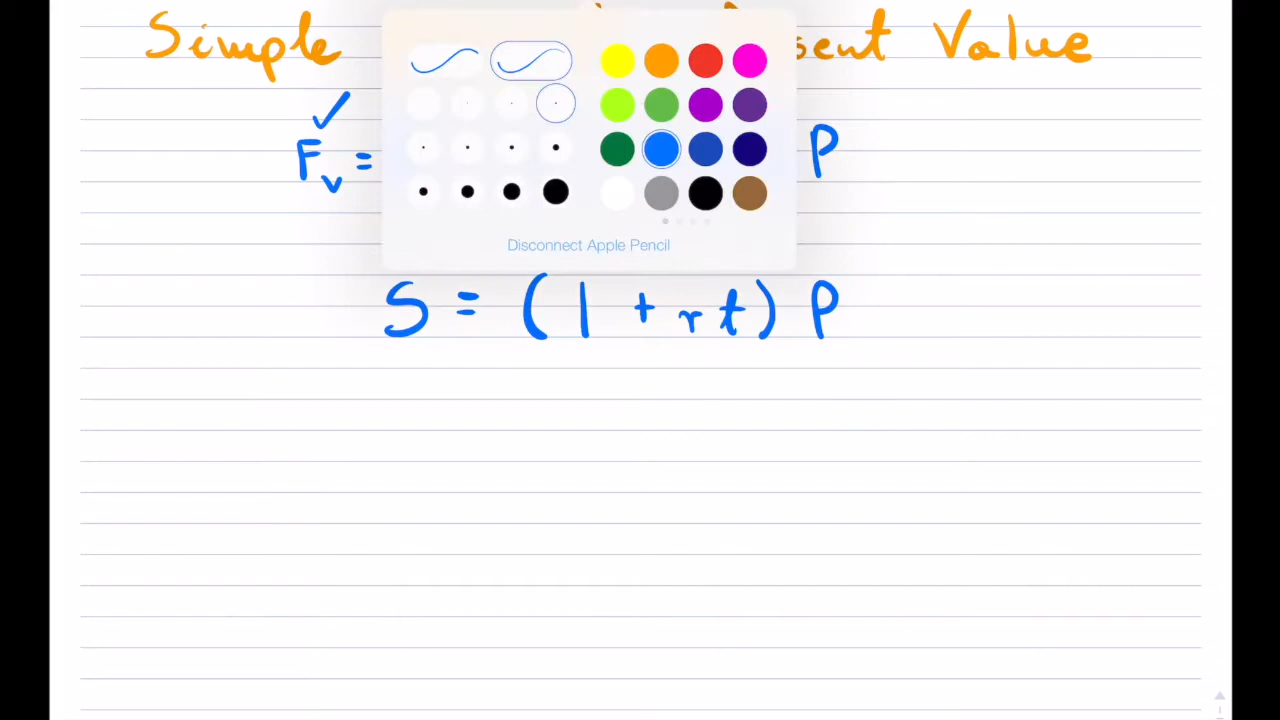 Simple sent Value
✓
Fv = P
Disconnect Apple Pencil
S = (1 + rt) P